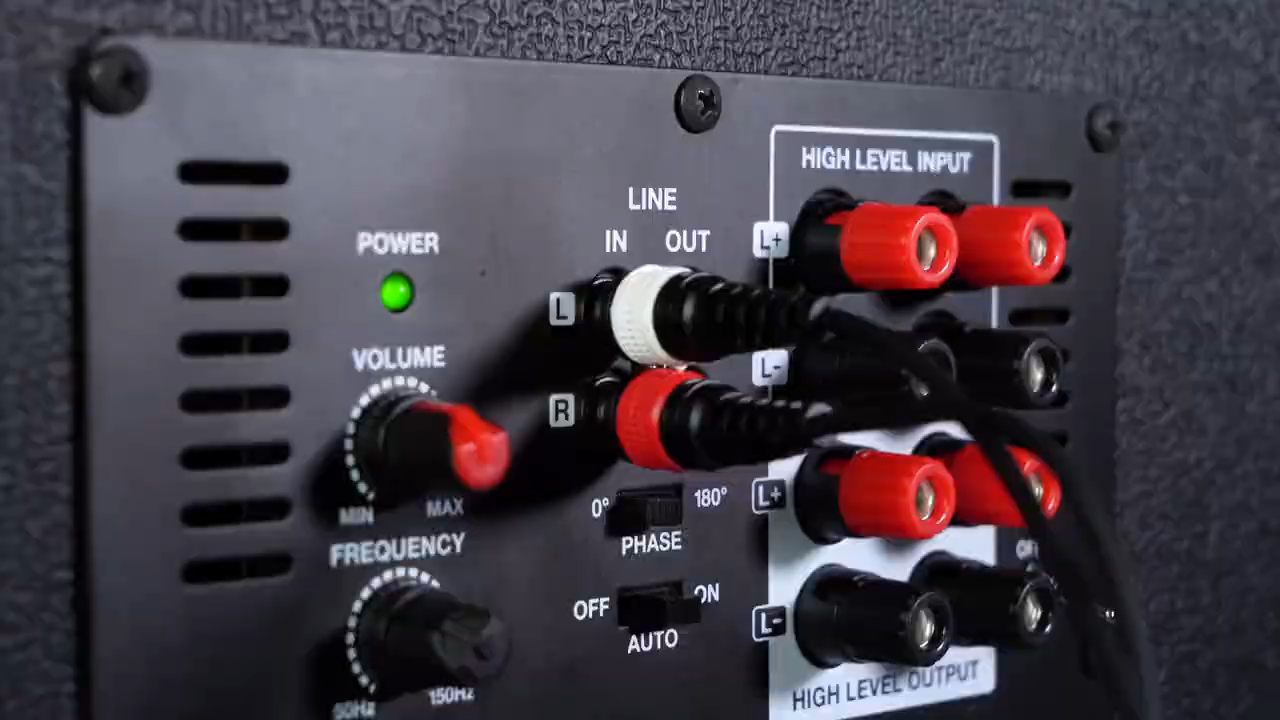 HIGH LEVEL INPUT
LINE
IN OUT
POWER
L+
L
VOLUME
L-
R
MIN MAX
0° 180°
L+
PHASE
FREQUENCY
OFF ON
AUTO
L-
50Hz 150Hz
HIGH LEVEL OUTPUT